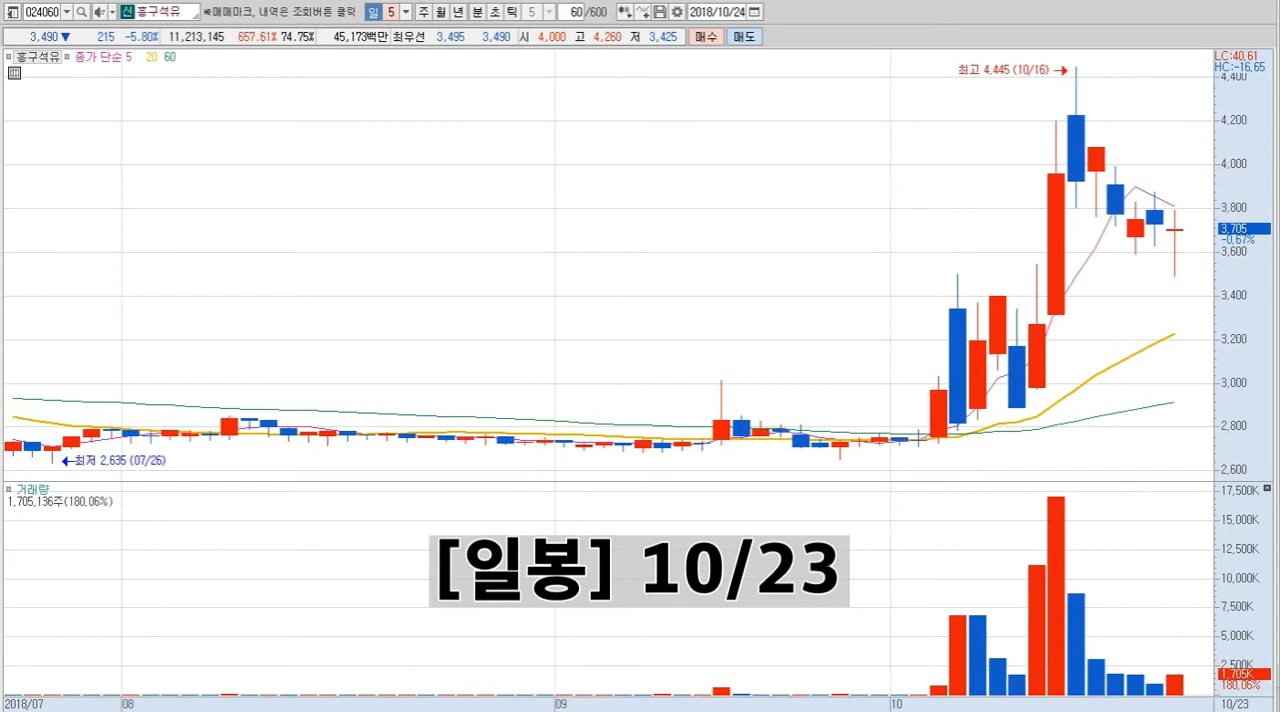 024060 신 흥구석유 매매마크, 내역은 조회버튼 클릭 일 5 주 월 년 분 초 틱 5 60 /600 2018/10/24
3,490 ▼ 215 -5.80% 11,213,145 657.61% 74.75% 45,173백만 최우선 3,495 3,490 시 4,000 고 4,260 저 3,425 매수 매도
흥구석유 종가 단순 5 20 60
LC:40,61
HC:-16,65
최고 4,445 (10/16)
4,400
4,200
4,000
3,800
3,705
-0,67%
3,600
3,400
3,200
3,000
2,800
최저 2,635 (07/26)
2,600
거래량
1,705,136주(180,06%)
17,500K
15,000K
12,500K
[일봉] 10/23
10,000K
7,500K
5,000K
2,500K
1,705K
180,06%
2018/07 08 09 10 10/23